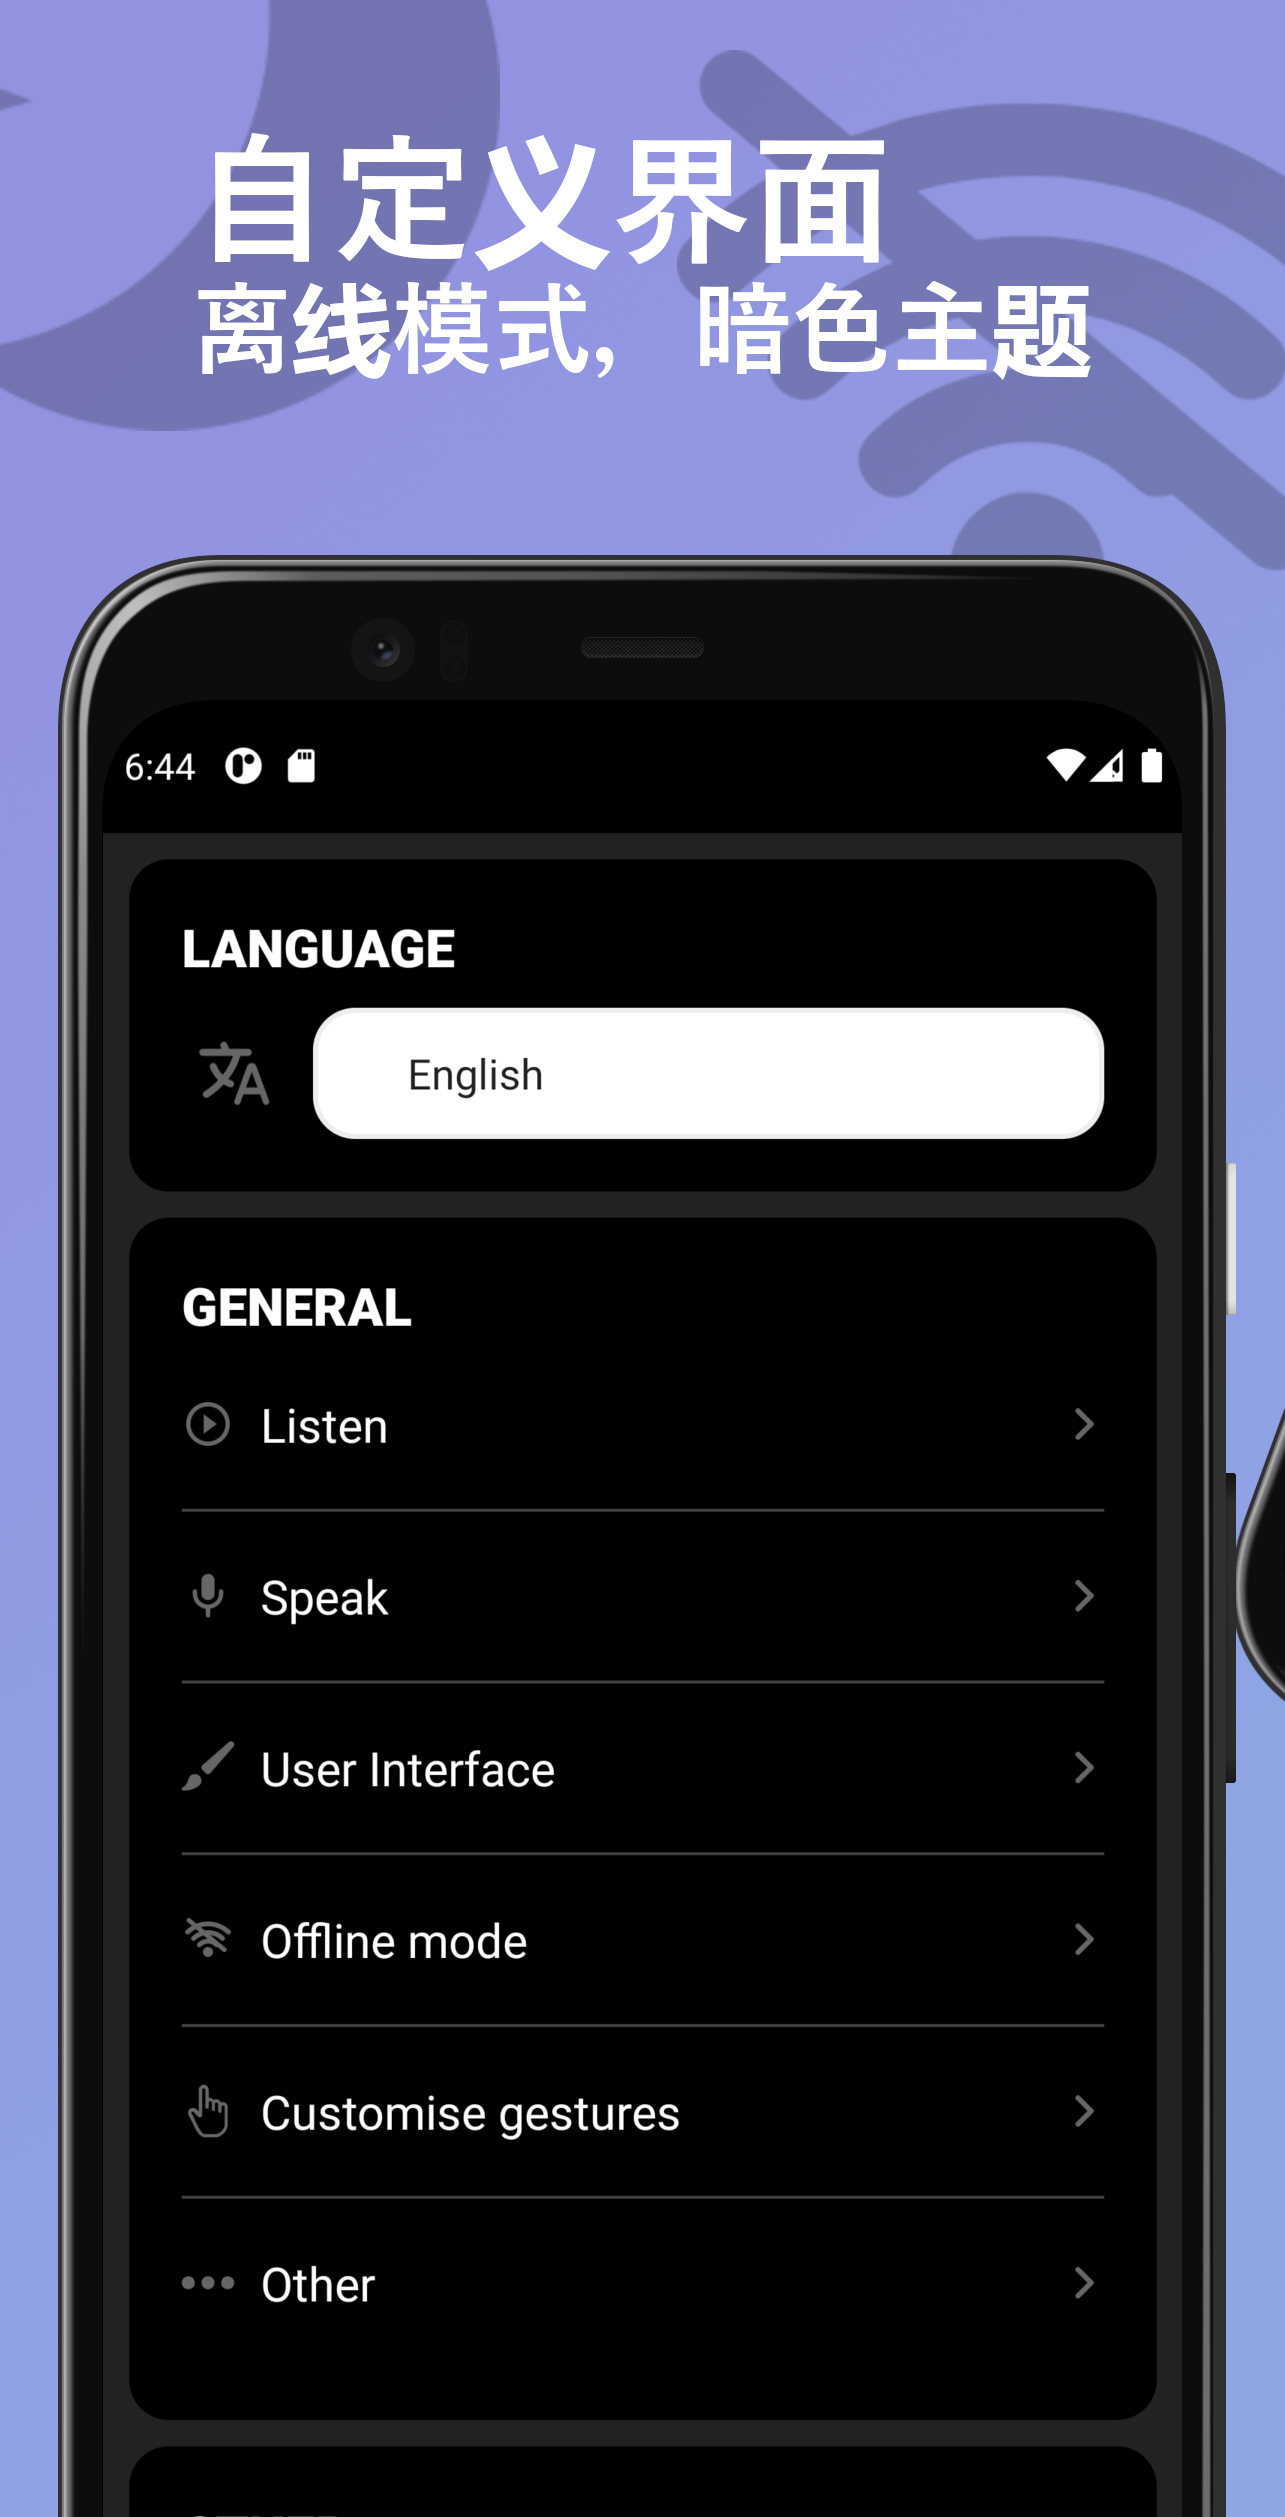 自定义界面
离线模式，暗色主题
6:44
LANGUAGE
English
GENERAL
Listen
Speak
User Interface
Offline mode
Customise gestures
Other